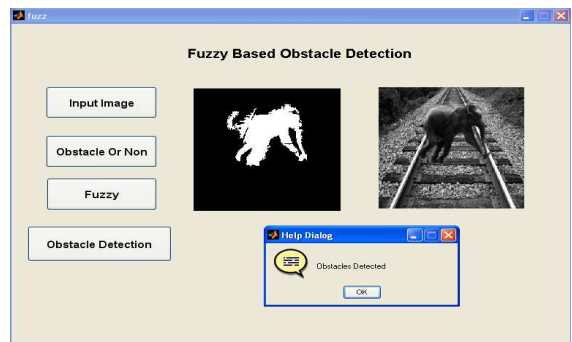 fuzz
Fuzzy Based Obstacle Detection
Input Image
Obstacle Or Non
Fuzzy
Obstacle Detection
Help Dialog
Obstacles Detected
OK